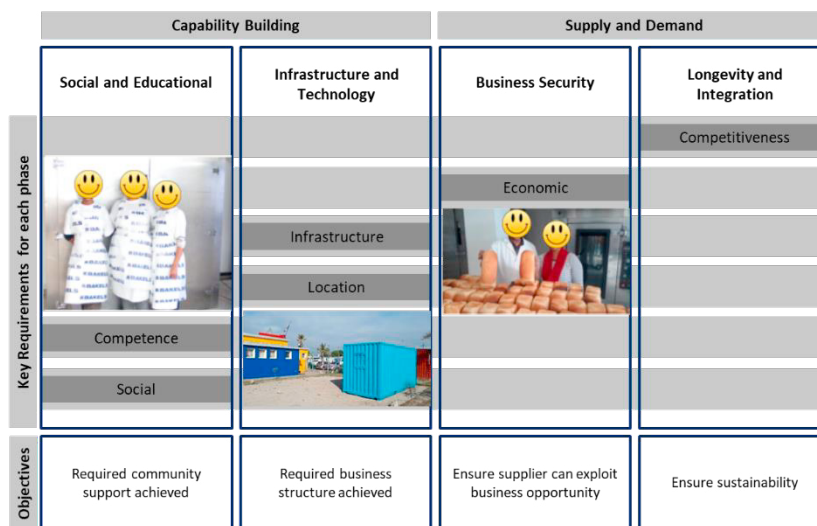 Capability Building
Supply and Demand
Social and Educational
Infrastructure and
Technology
Business Security
Longevity and
Integration
Key Requirements for each phase
Competitiveness
Economic
Infrastructure
Location
Competence
Social
Objectives
Required community
support achieved
Required business
structure achieved
Ensure supplier can exploit
business opportunity
Ensure sustainability